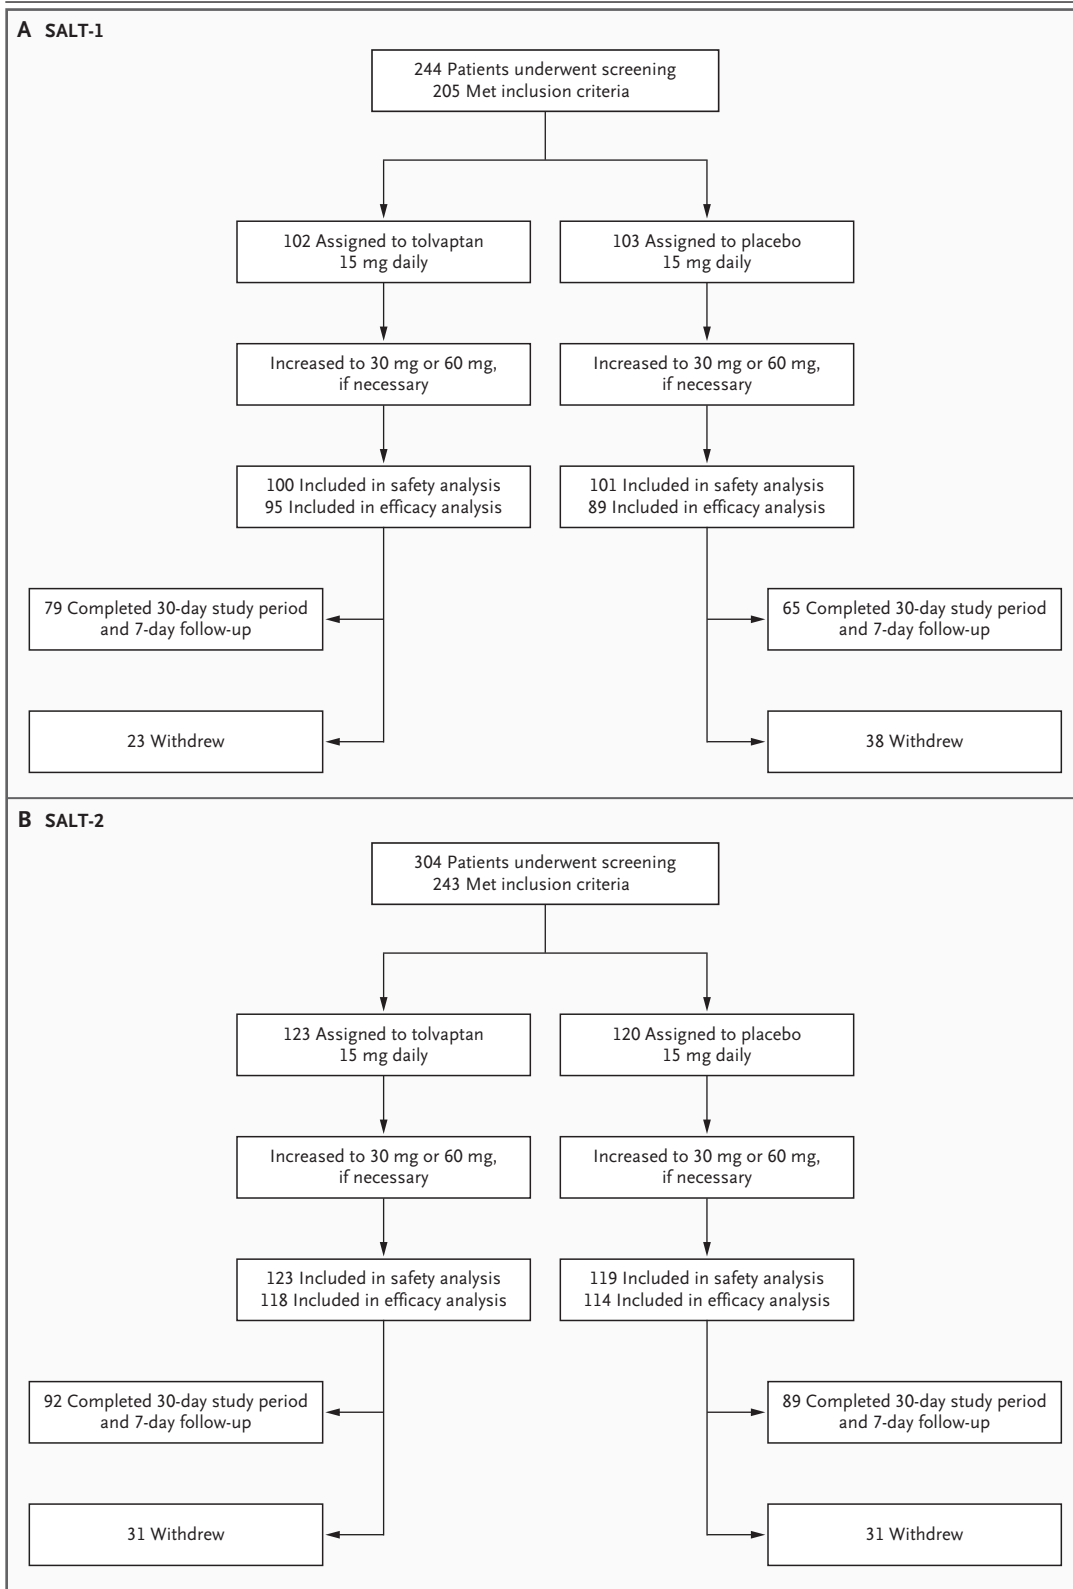 A SALT-1
244 Patients underwent screening
205 Met inclusion criteria
102 Assigned to tolvaptan
15 mg daily
103 Assigned to placebo
15 mg daily
Increased to 30 mg or 60 mg,
if necessary
Increased to 30 mg or 60 mg,
if necessary
100 Included in safety analysis
95 Included in efficacy analysis
101 Included in safety analysis
89 Included in efficacy analysis
79 Completed 30-day study period
and 7-day follow-up
65 Completed 30-day study period
and 7-day follow-up
23 Withdrew
38 Withdrew
B SALT-2
304 Patients underwent screening
243 Met inclusion criteria
123 Assigned to tolvaptan
15 mg daily
120 Assigned to placebo
15 mg daily
Increased to 30 mg or 60 mg,
if necessary
Increased to 30 mg or 60 mg,
if necessary
123 Included in safety analysis
118 Included in efficacy analysis
119 Included in safety analysis
114 Included in efficacy analysis
92 Completed 30-day study period
and 7-day follow-up
89 Completed 30-day study period
and 7-day follow-up
31 Withdrew
31 Withdrew